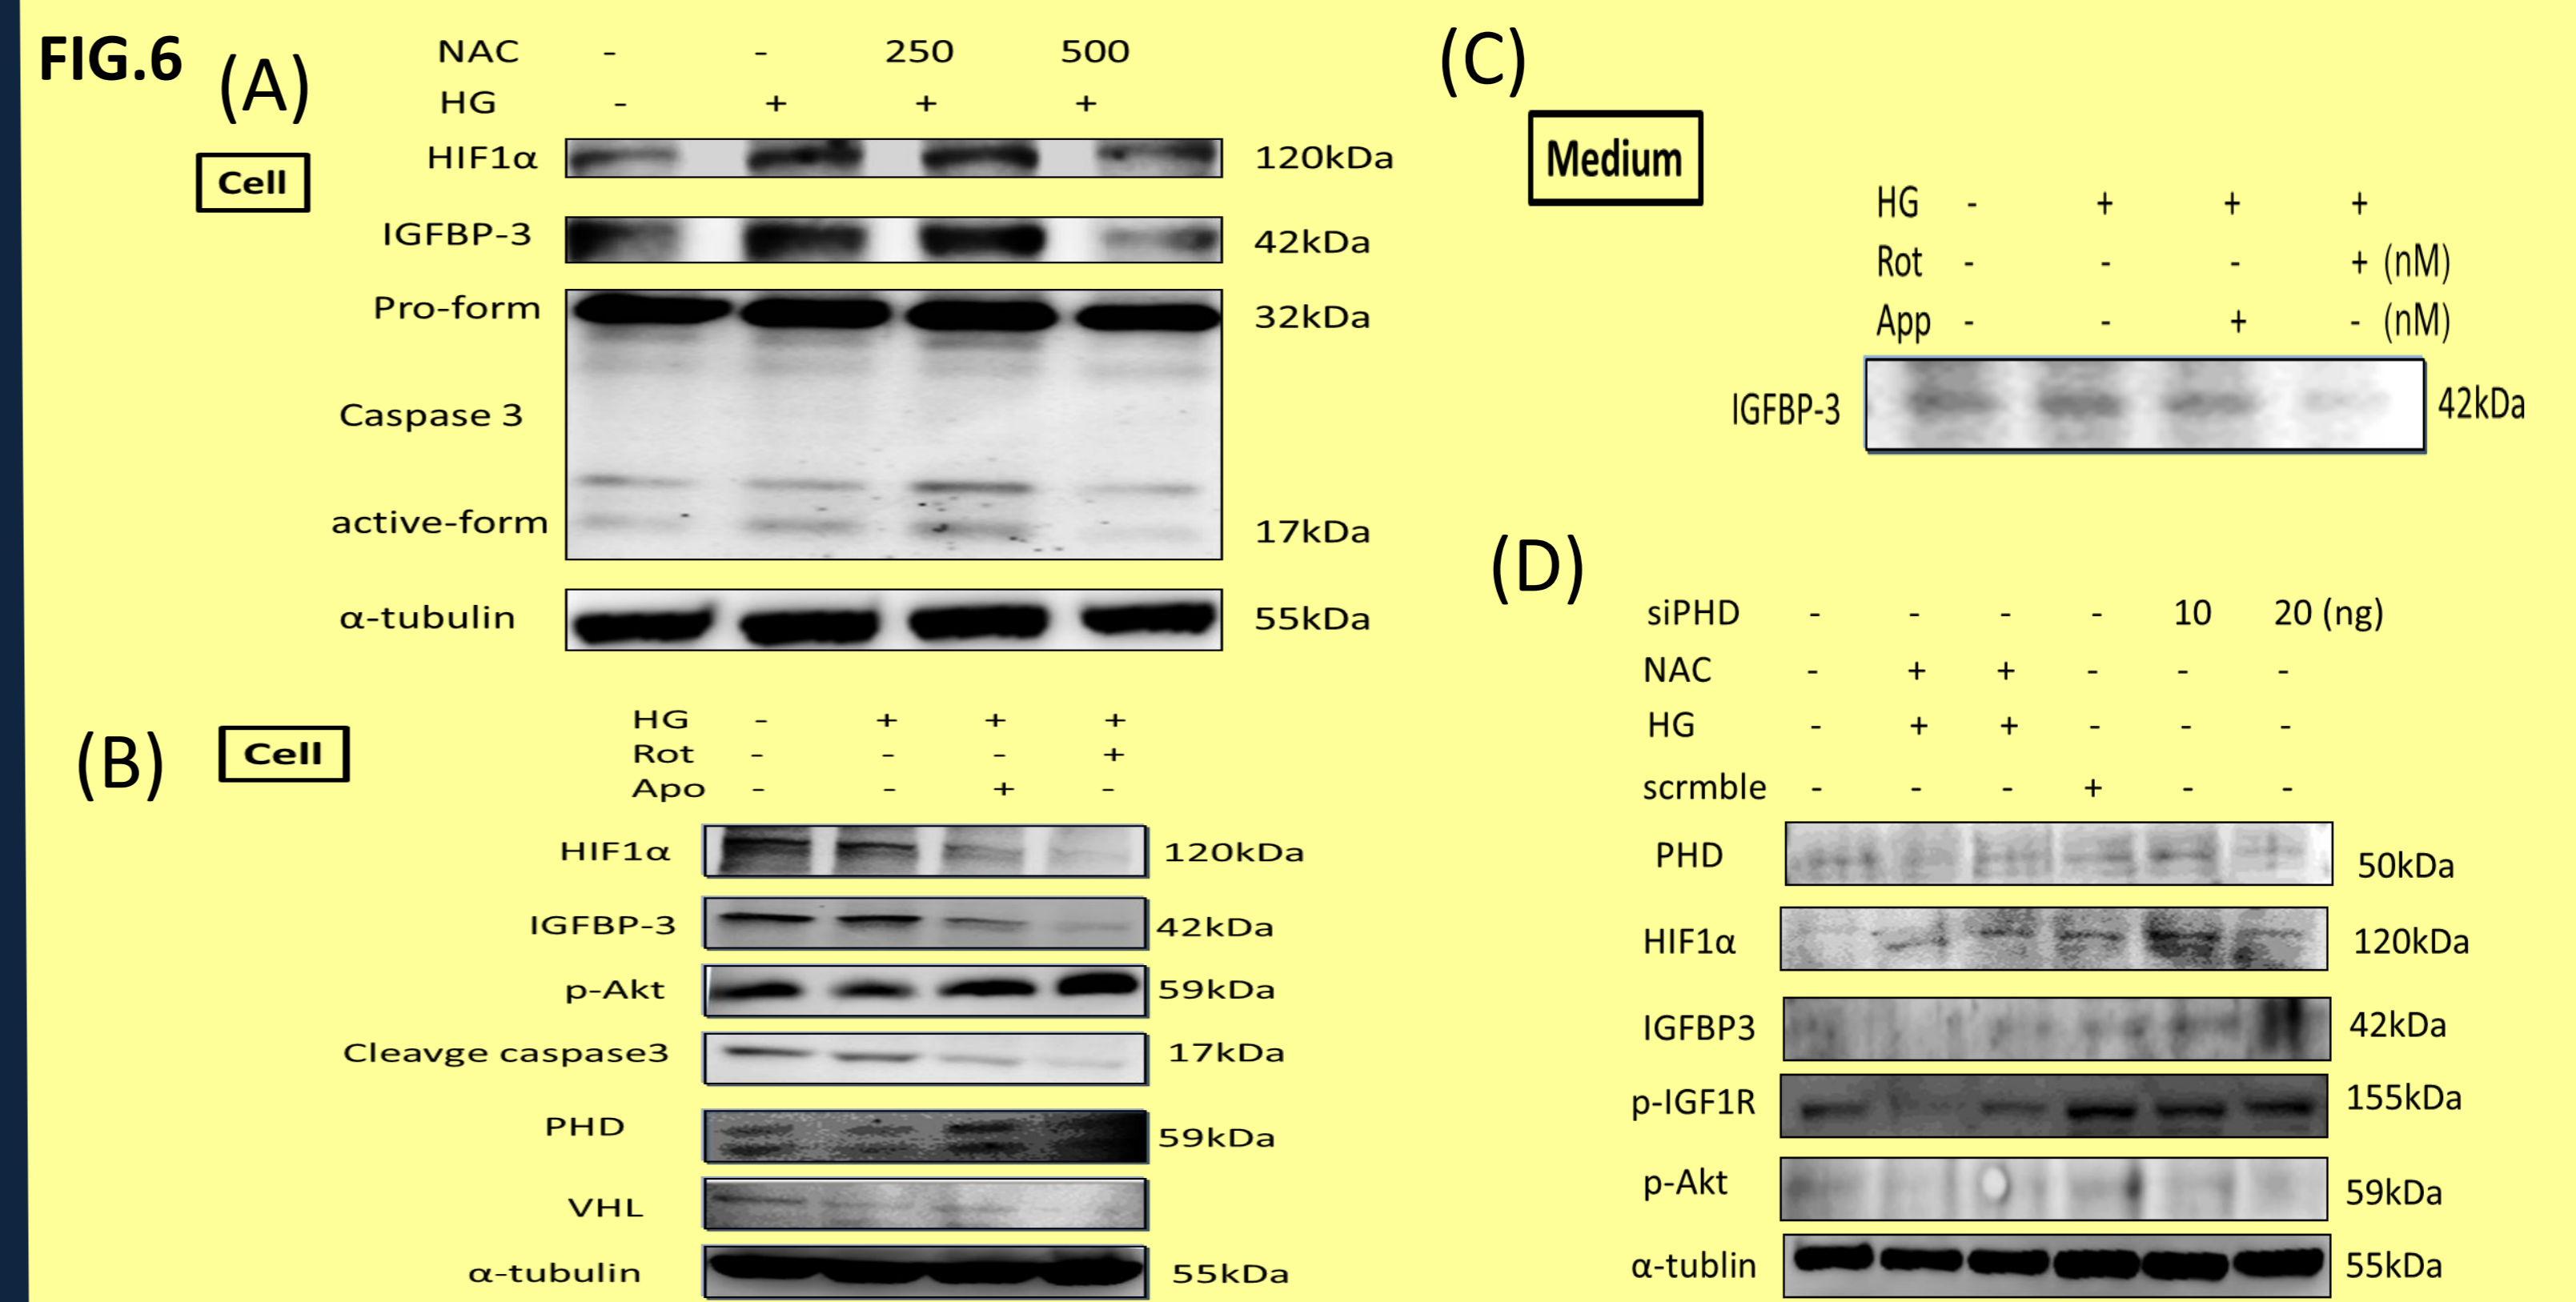 FIG.6
(A)
NAC - - 250 500
HG - + + +
Cell
HIF1α 120kDa
IGFBP-3 42kDa
Pro-form 32kDa
Caspase 3
active-form 17kDa
α-tubulin 55kDa
(B)
Cell
HG - + + +
Rot - - - +
Apo - - + -
HIF1α 120kDa
IGFBP-3 42kDa
p-Akt 59kDa
Cleavge caspase3 17kDa
PHD 59kDa
VHL
α-tubulin 55kDa
(C)
Medium
HG - + + +
Rot - - - + (nM)
App - - + - (nM)
IGFBP-3 42kDa
(D)
siPHD - - - - 10 20 (ng)
NAC - + + - - -
HG - + + - - -
scrmble - - - + - -
PHD 50kDa
HIF1α 120kDa
IGFBP3 42kDa
p-IGF1R 155kDa
p-Akt 59kDa
α-tublin 55kDa